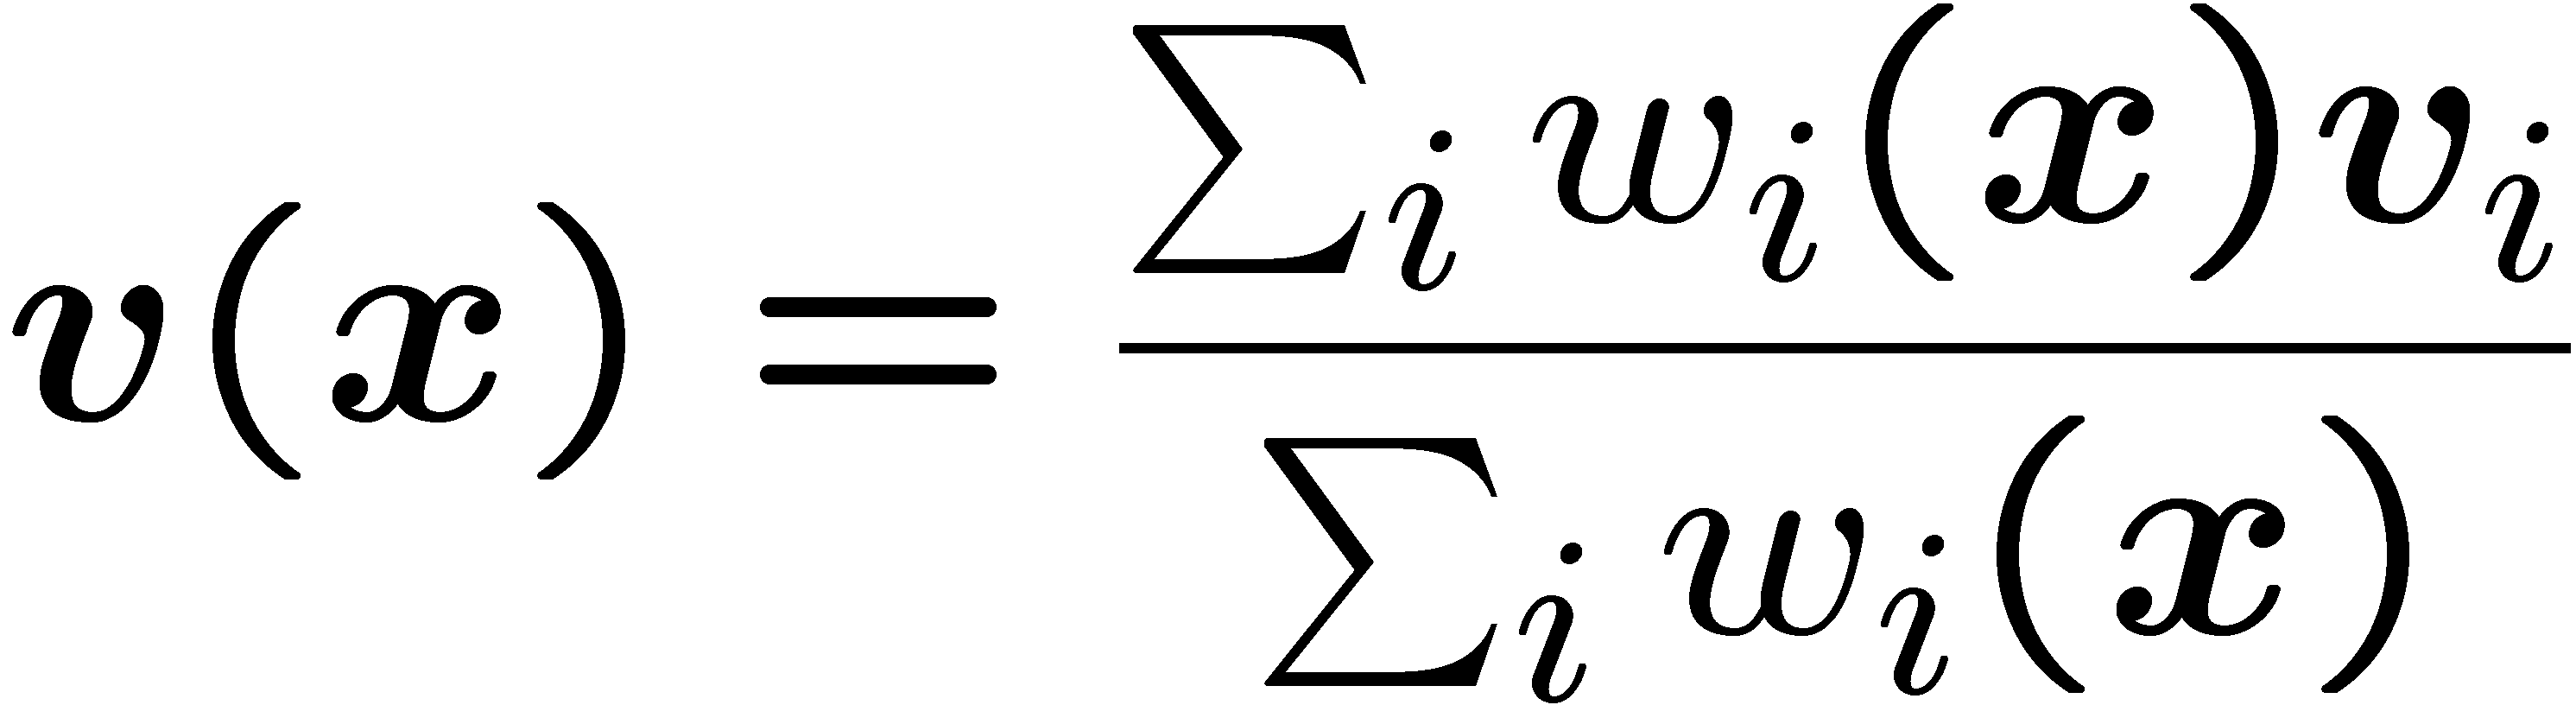 𝒗(𝒙) = ∑ᵢ wᵢ(𝒙)𝒗ᵢ / ∑ᵢ wᵢ(𝒙)